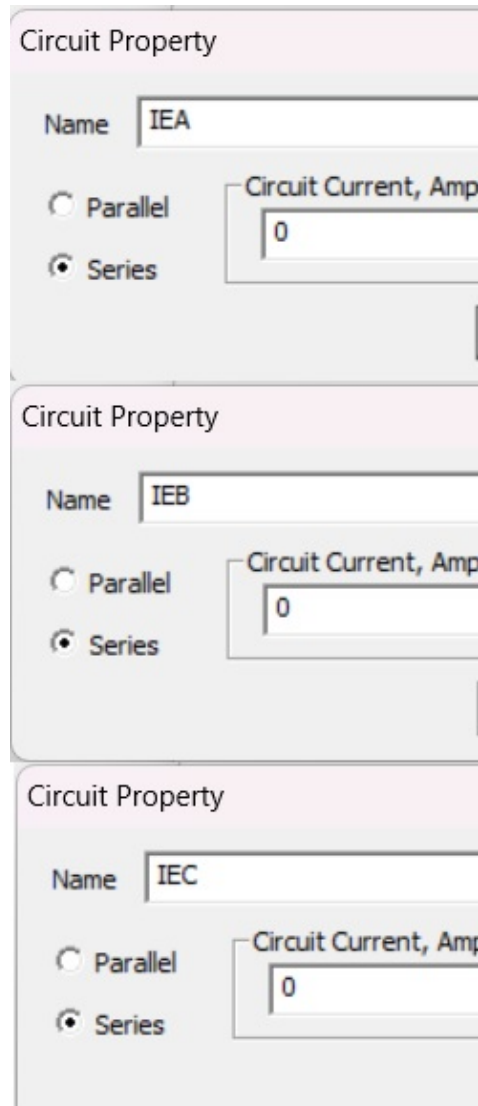 Circuit Property
Name IEA
Parallel
Circuit Current, Amp
0
Series
Circuit Property
Name IEB
Parallel
Circuit Current, Amp
0
Series
Circuit Property
Name IEC
Parallel
Circuit Current, Amp
0
Series